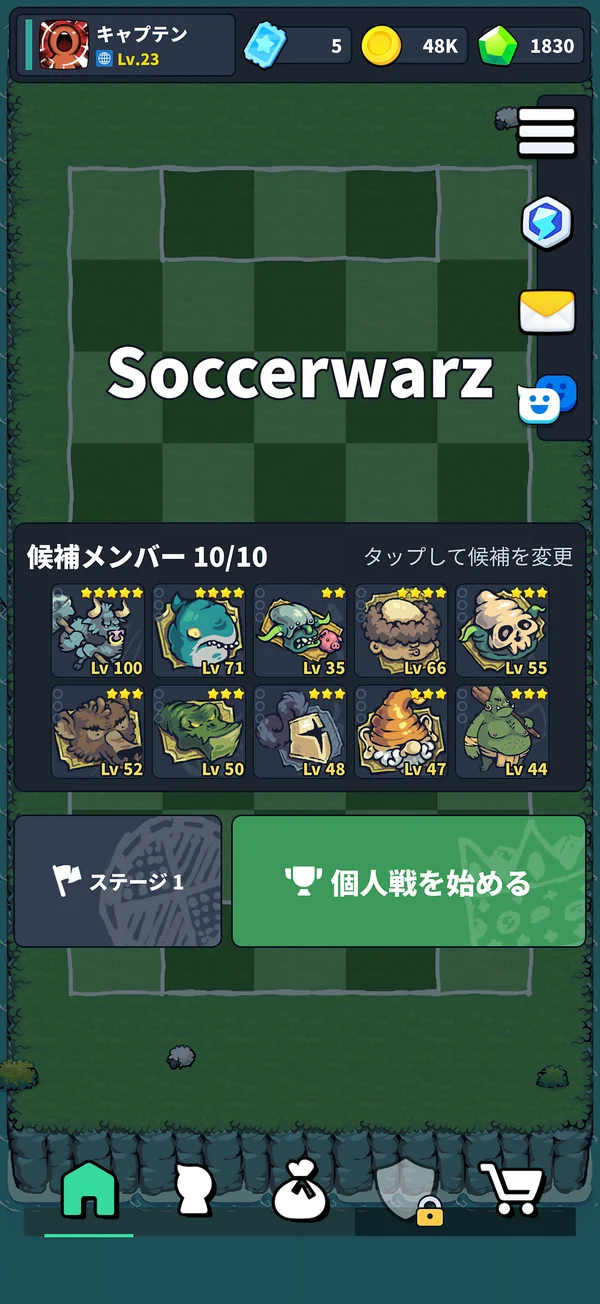 キャプテン
Lv.23
5
48K
1830
Soccerwarz
候補メンバー 10/10
タップして候補を変更
Lv 100
Lv 71
Lv 35
Lv 66
Lv 55
Lv 52
Lv 50
Lv 48
Lv 47
Lv 44
ステージ 1
個人戦を始める